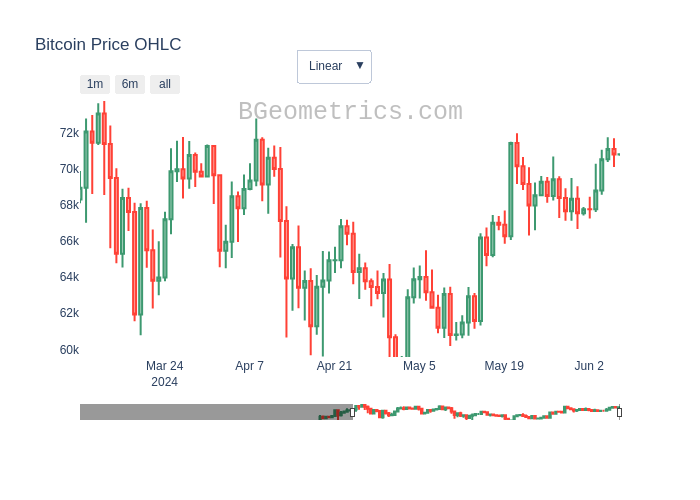 Bitcoin Price OHLC
Linear ▼
1m 6m all
BGeometrics.com
72k
70k
68k
66k
64k
62k
60k
Mar 24 Apr 7 Apr 21 May 5 May 19 Jun 2
2024